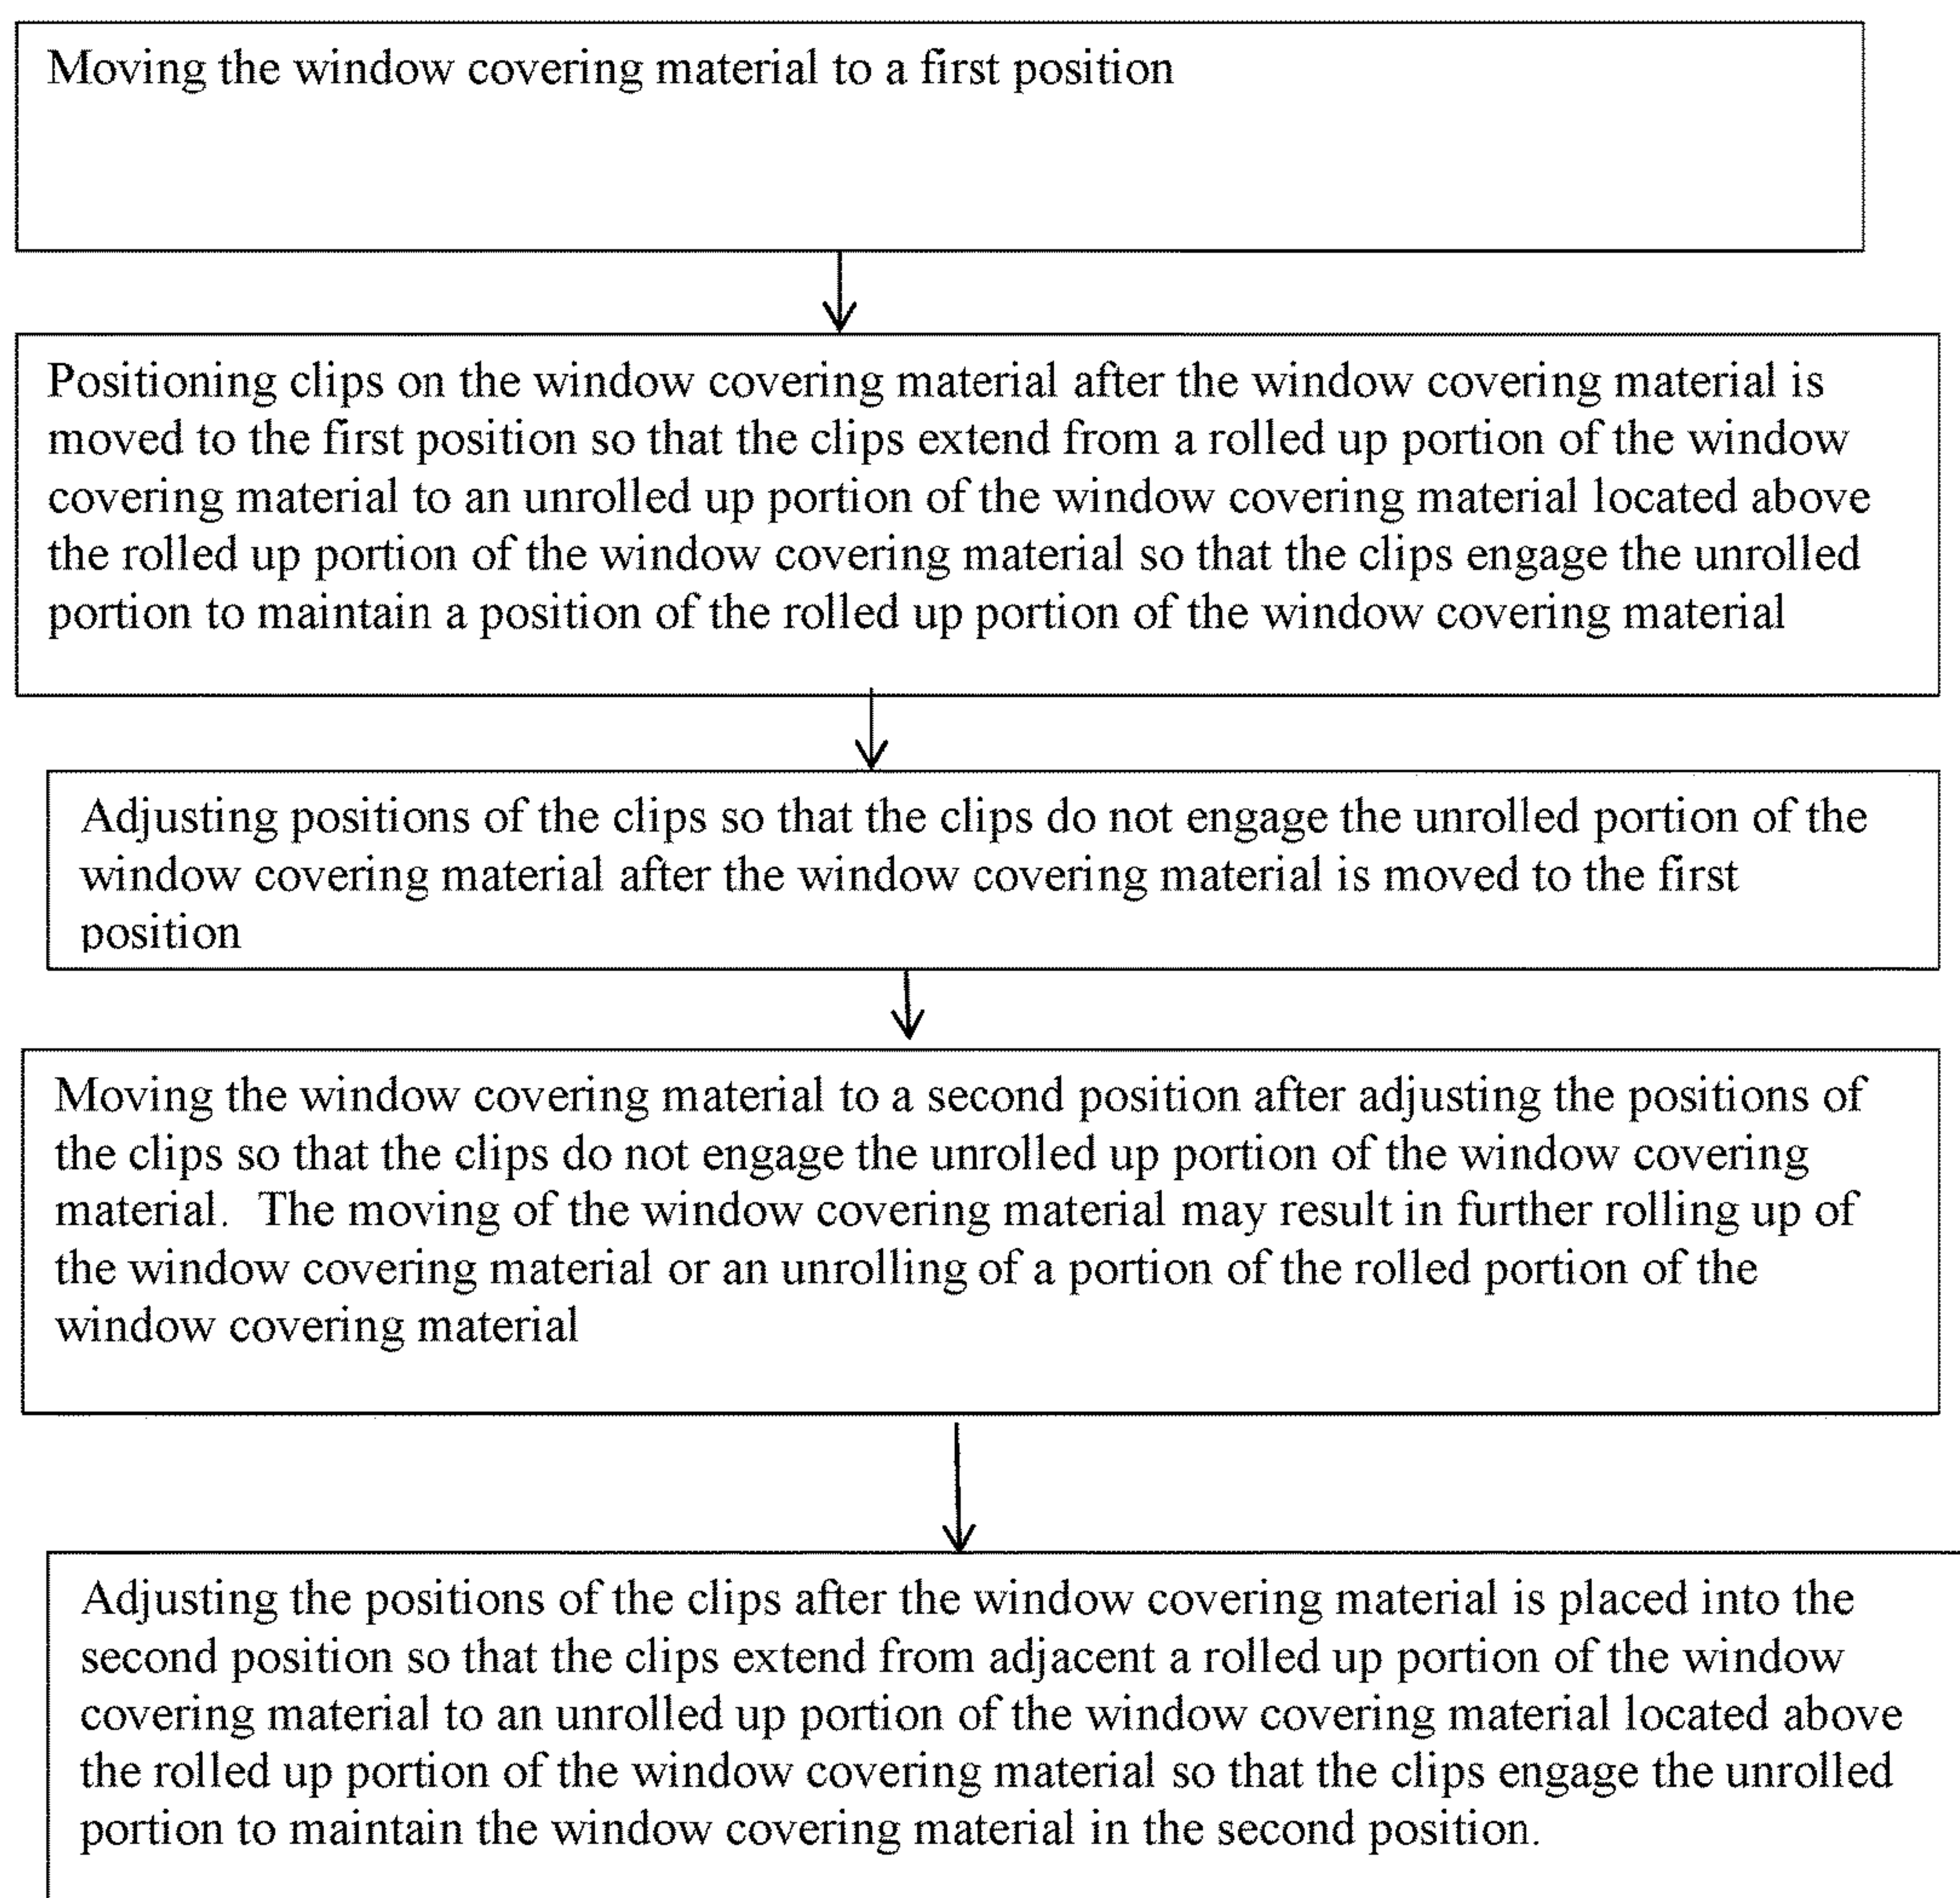 Moving the window covering material to a first position
Positioning clips on the window covering material after the window covering material is
moved to the first position so that the clips extend from a rolled up portion of the window
covering material to an unrolled up portion of the window covering material located above
the rolled up portion of the window covering material so that the clips engage the unrolled
portion to maintain a position of the rolled up portion of the window covering material
Adjusting positions of the clips so that the clips do not engage the unrolled portion of the
window covering material after the window covering material is moved to the first
position
Moving the window covering material to a second position after adjusting the positions of
the clips so that the clips do not engage the unrolled up portion of the window covering
material.  The moving of the window covering material may result in further rolling up of
the window covering material or an unrolling of a portion of the rolled portion of the
window covering material
Adjusting the positions of the clips after the window covering material is placed into the
second position so that the clips extend from adjacent a rolled up portion of the window
covering material to an unrolled up portion of the window covering material located above
the rolled up portion of the window covering material so that the clips engage the unrolled
portion to maintain the window covering material in the second position.